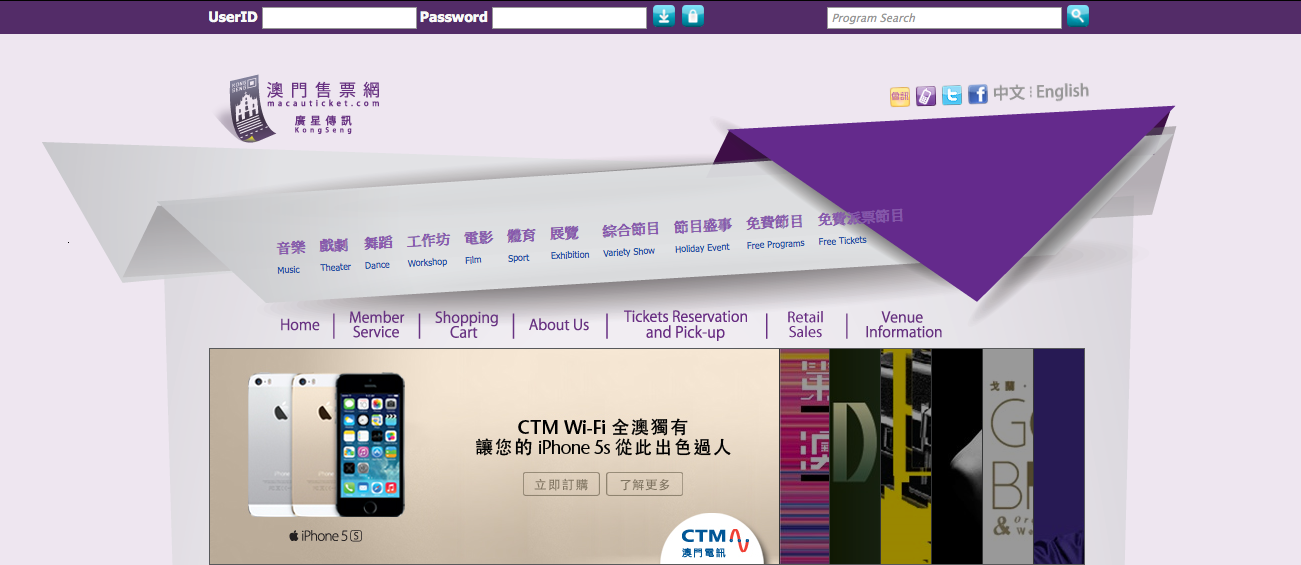 UserID
Password
Program Search
澳門售票網
macauticket.com
廣星傳訊
KongSeng
中文
English
音樂 戲劇 舞蹈 工作坊 電影 體育 展覽 綜合節目 節目盛事 免費節目 免費派票節目
Music Theater Dance Workshop Film Sport Exhibition Variety Show Holiday Event Free Programs Free Tickets
Home
Member
Service
Shopping
Cart
About Us
Tickets Reservation
and Pick-up
Retail
Sales
Venue
Information
CTM Wi-Fi 全澳獨有
讓您的 iPhone 5s 從此出色過人
立即訂購 了解更多
iPhone 5S
CTM
澳門電訊
戈蘭·
&